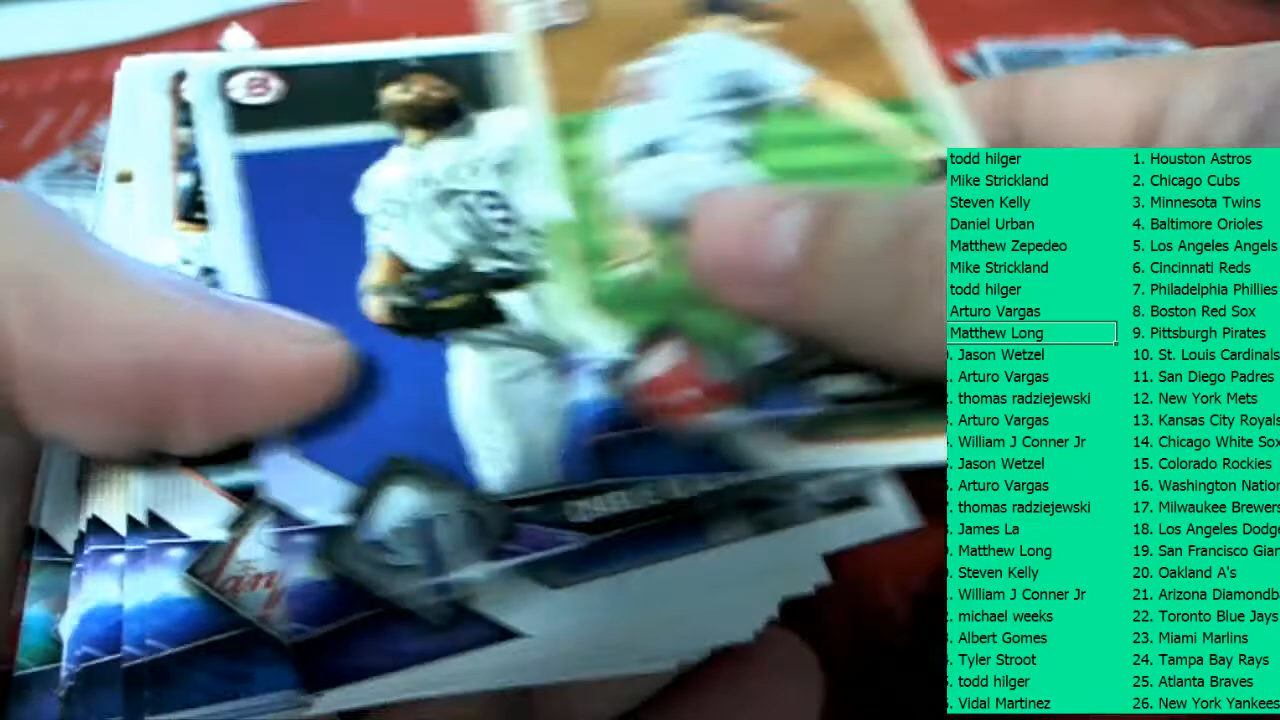 todd hilger 1. Houston Astros
Mike Strickland 2. Chicago Cubs
Steven Kelly 3. Minnesota Twins
Daniel Urban 4. Baltimore Orioles
Matthew Zepedeo 5. Los Angeles Angels
Mike Strickland 6. Cincinnati Reds
todd hilger 7. Philadelphia Phillies
Arturo Vargas 8. Boston Red Sox
Matthew Long 9. Pittsburgh Pirates
. Jason Wetzel 10. St. Louis Cardinals
. Arturo Vargas 11. San Diego Padres
. thomas radziejewski 12. New York Mets
. Arturo Vargas 13. Kansas City Royals
. William J Conner Jr 14. Chicago White Sox
. Jason Wetzel 15. Colorado Rockies
. Arturo Vargas 16. Washington Nation
. thomas radziejewski 17. Milwaukee Brewers
. James La 18. Los Angeles Dodge
. Matthew Long 19. San Francisco Gian
. Steven Kelly 20. Oakland A's
. William J Conner Jr 21. Arizona Diamondb
. michael weeks 22. Toronto Blue Jays
. Albert Gomes 23. Miami Marlins
. Tyler Stroot 24. Tampa Bay Rays
. todd hilger 25. Atlanta Braves
. Vidal Martinez 26. New York Yankees
B